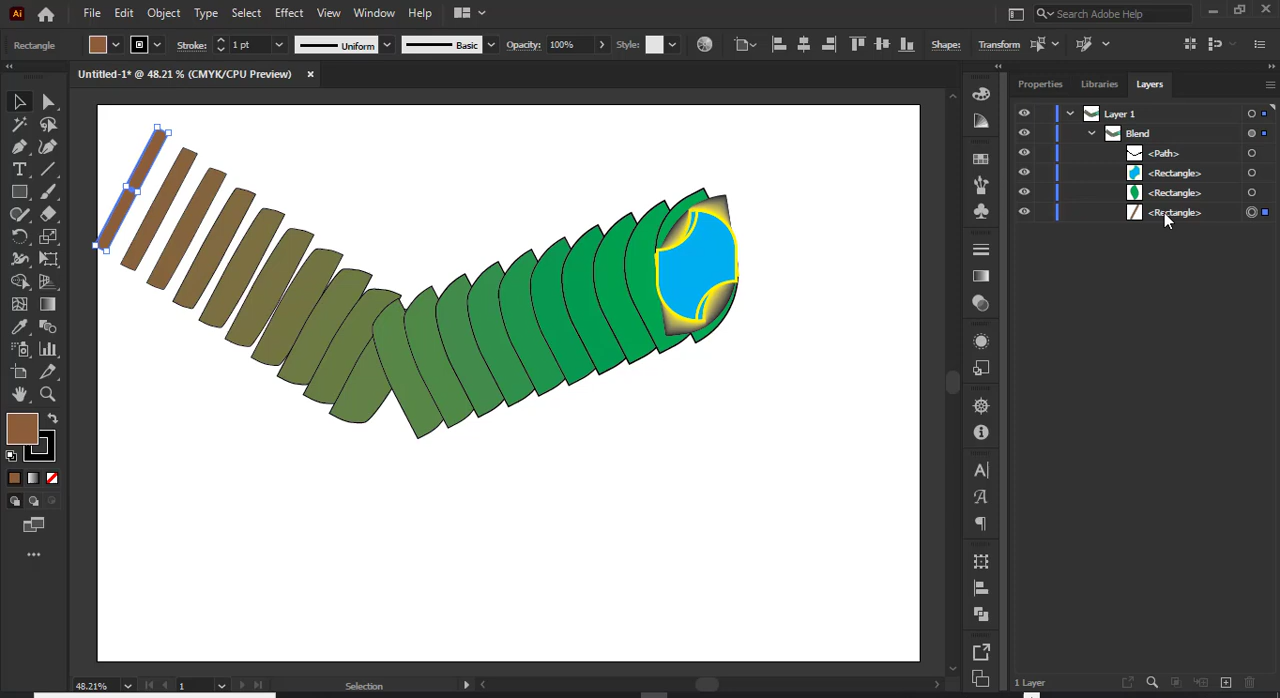 Ai File Edit Object Type Select Effect View Window Help Search Adobe Help
Rectangle Stroke: 1 pt Uniform Basic Opacity: 100% Style: Shape: Transform
Untitled-1* @ 48.21 % (CMYK/CPU Preview) ×
Properties Libraries Layers
Layer 1
Blend
<Path>
<Rectangle>
<Rectangle>
<Rectangle>
48.21% 1 Selection 1 Layer